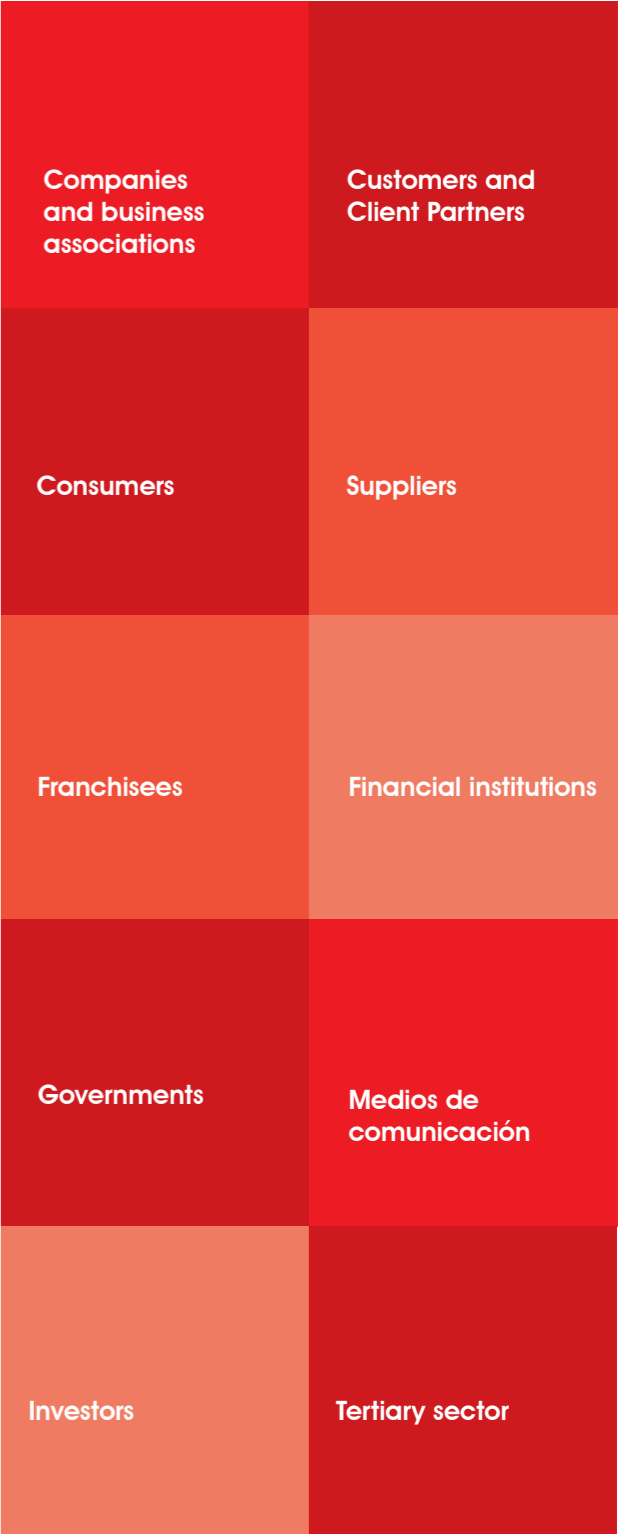 Companies
and business
associations
Customers and
Client Partners
Consumers
Suppliers
Franchisees
Financial institutions
Governments
Medios de
comunicación
Investors
Tertiary sector